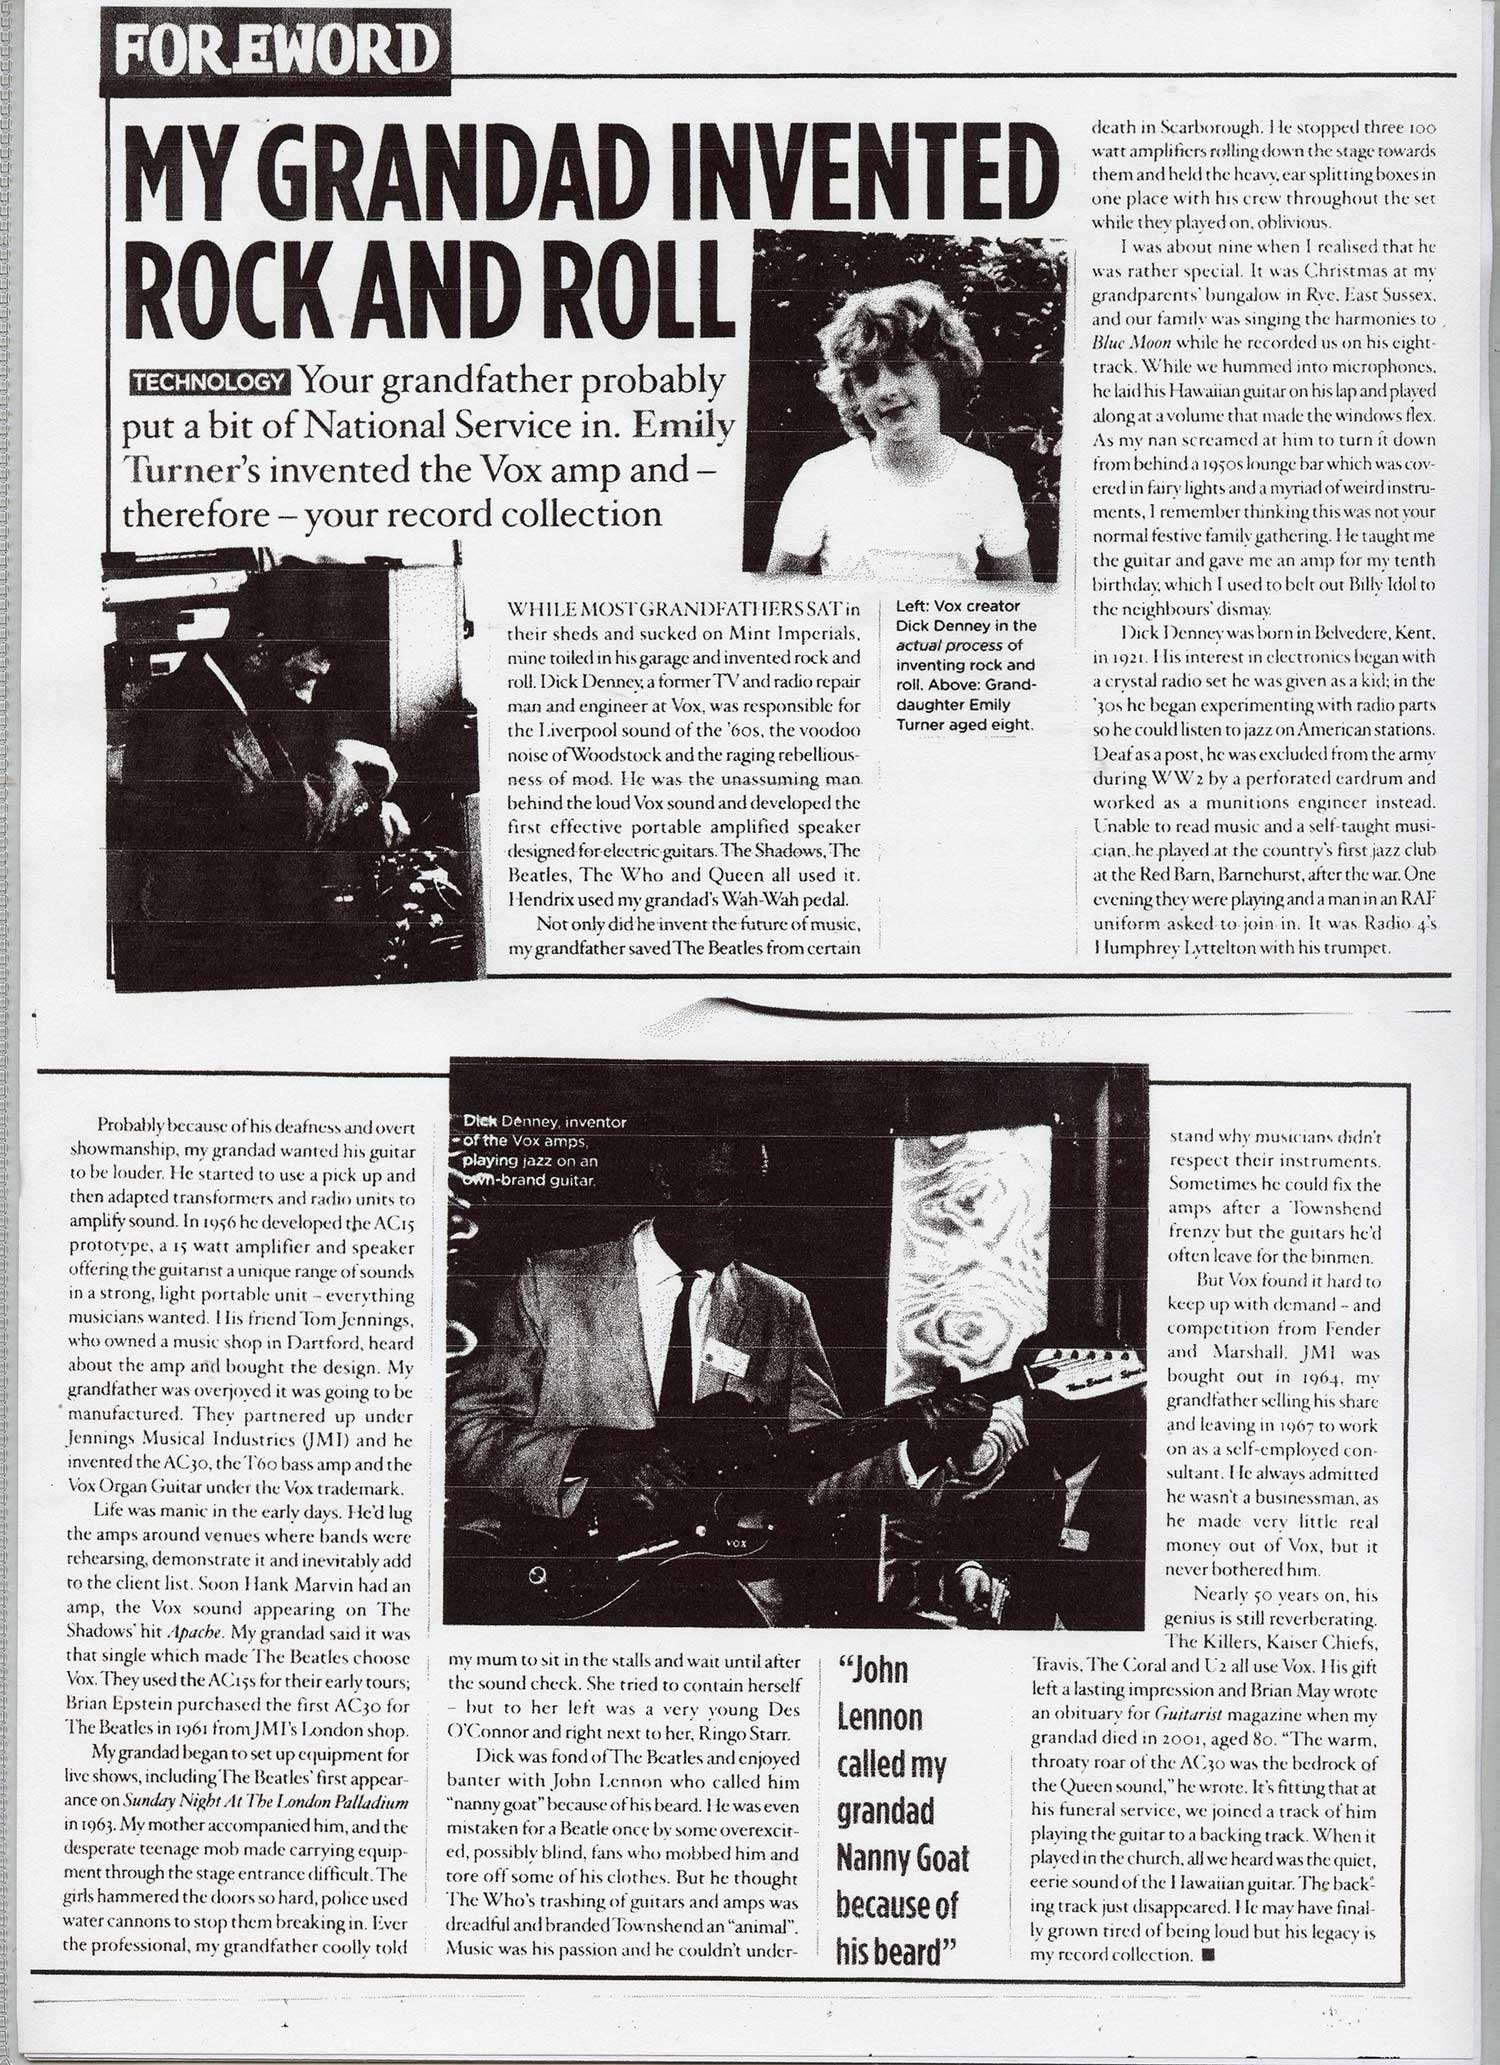 FOREWORD
MY GRANDAD INVENTED
ROCK AND ROLL
TECHNOLOGY Your grandfather probably
put a bit of National Service in. Emily
Turner's invented the Vox amp and –
therefore – your record collection
WHILE MOST GRANDFATHERS SAT in
their sheds and sucked on Mint Imperials,
mine toiled in his garage and invented rock and
roll. Dick Denney, a former TV and radio repair
man and engineer at Vox, was responsible for
the Liverpool sound of the '60s, the voodoo
noise of Woodstock and the raging rebellious-
ness of mod. He was the unassuming man
behind the loud Vox sound and developed the
first effective portable amplified speaker
designed for electric guitars. The Shadows, The
Beatles, The Who and Queen all used it.
Hendrix used my grandad's Wah-Wah pedal.
Not only did he invent the future of music,
my grandfather saved The Beatles from certain
Left: Vox creator
Dick Denney in the
actual process of
inventing rock and
roll. Above: Grand-
daughter Emily
Turner aged eight.
death in Scarborough. He stopped three 100
watt amplifiers rolling down the stage towards
them and held the heavy, ear splitting boxes in
one place with his crew throughout the set
while they played on, oblivious.
I was about nine when I realised that he
was rather special. It was Christmas at my
grandparents' bungalow in Rye, East Sussex,
and our family was singing the harmonies to
Blue Moon while he recorded us on his eight-
track. While we hummed into microphones,
he laid his Hawaiian guitar on his lap and played
along at a volume that made the windows flex.
As my nan screamed at him to turn it down
from behind a 1950s lounge bar which was cov-
ered in fairy lights and a myriad of weird instru-
ments, I remember thinking this was not your
normal festive family gathering. He taught me
the guitar and gave me an amp for my tenth
birthday, which I used to belt out Billy Idol to
the neighbours' dismay.
Dick Denney was born in Belvedere, Kent,
in 1921. His interest in electronics began with
a crystal radio set he was given as a kid; in the
'30s he began experimenting with radio parts
so he could listen to jazz on American stations.
Deaf as a post, he was excluded from the army
during WW2 by a perforated eardrum and
worked as a munitions engineer instead.
Unable to read music and a self-taught musi-
cian, he played at the country's first jazz club
at the Red Barn, Barnehurst, after the war. One
evening they were playing and a man in an RAF
uniform asked to join in. It was Radio 4's
Humphrey Lyttelton with his trumpet.
Probably because of his deafness and overt
showmanship, my grandad wanted his guitar
to be louder. He started to use a pick up and
then adapted transformers and radio units to
amplify sound. In 1956 he developed the AC15
prototype, a 15 watt amplifier and speaker
offering the guitarist a unique range of sounds
in a strong, light portable unit – everything
musicians wanted. His friend Tom Jennings,
who owned a music shop in Dartford, heard
about the amp and bought the design. My
grandfather was overjoyed it was going to be
manufactured. They partnered up under
Jennings Musical Industries (JMI) and he
invented the AC30, the T60 bass amp and the
Vox Organ Guitar under the Vox trademark.
Life was manic in the early days. He'd lug
the amps around venues where bands were
rehearsing, demonstrate it and inevitably add
to the client list. Soon Hank Marvin had an
amp, the Vox sound appearing on The
Shadows' hit Apache. My grandad said it was
that single which made The Beatles choose
Vox. They used the AC15s for their early tours;
Brian Epstein purchased the first AC30 for
The Beatles in 1961 from JMI's London shop.
My grandad began to set up equipment for
live shows, including The Beatles' first appear-
ance on Sunday Night At The London Palladium
in 1963. My mother accompanied him, and the
desperate teenage mob made carrying equip-
ment through the stage entrance difficult. The
girls hammered the doors so hard, police used
water cannons to stop them breaking in. Ever
the professional, my grandfather coolly told
Dick Denney, inventor
of the Vox amps,
playing jazz on an
own-brand guitar.
VOX
my mum to sit in the stalls and wait until after
the sound check. She tried to contain herself
– but to her left was a very young Des
O'Connor and right next to her, Ringo Starr.
Dick was fond of The Beatles and enjoyed
banter with John Lennon who called him
"nanny goat" because of his beard. He was even
mistaken for a Beatle once by some overexcit-
ed, possibly blind, fans who mobbed him and
tore off some of his clothes. But he thought
The Who's trashing of guitars and amps was
dreadful and branded Townshend an "animal".
Music was his passion and he couldn't under-
"John
Lennon
called my
grandad
Nanny Goat
because of
his beard"
stand why musicians didn't
respect their instruments.
Sometimes he could fix the
amps after a Townshend
frenzy but the guitars he'd
often leave for the binmen.
But Vox found it hard to
keep up with demand – and
competition from Fender
and Marshall. JMI was
bought out in 1964, my
grandfather selling his share
and leaving in 1967 to work
on as a self-employed con-
sultant. He always admitted
he wasn't a businessman, as
he made very little real
money out of Vox, but it
never bothered him.
Nearly 50 years on, his
genius is still reverberating.
The Killers, Kaiser Chiefs,
Travis, The Coral and U2 all use Vox. His gift
left a lasting impression and Brian May wrote
an obituary for Guitarist magazine when my
grandad died in 2001, aged 80. "The warm,
throaty roar of the AC30 was the bedrock of
the Queen sound," he wrote. It's fitting that at
his funeral service, we joined a track of him
playing the guitar to a backing track. When it
played in the church, all we heard was the quiet,
eerie sound of the Hawaiian guitar. The back-
ing track just disappeared. He may have final-
ly grown tired of being loud but his legacy is
my record collection. ■